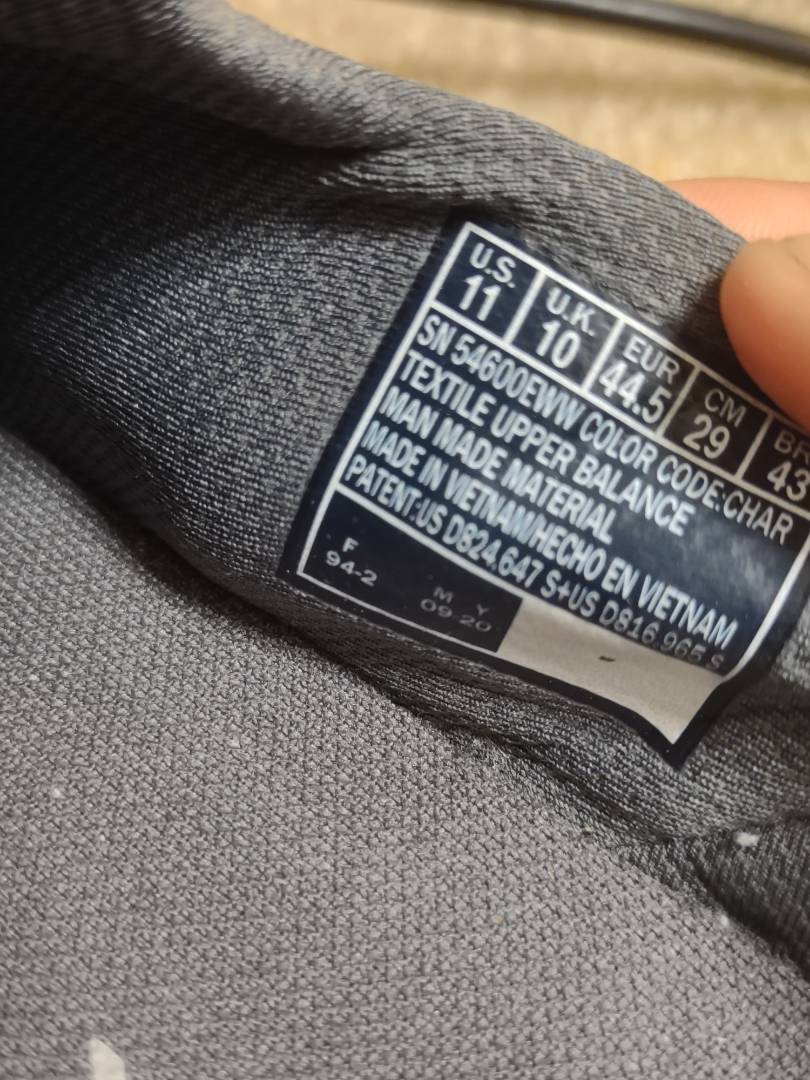 U.S. U.K. EUR CM BR
11 10 44.5 29 43
SN 54600EWW COLOR CODE:CHAR
TEXTILE UPPER BALANCE
MAN MADE MATERIAL
MADE IN VIETNAM/HECHO EN VIETNAM
PATENT:US D824,647 S+US D816,965 S
F M Y
94-2 09-20